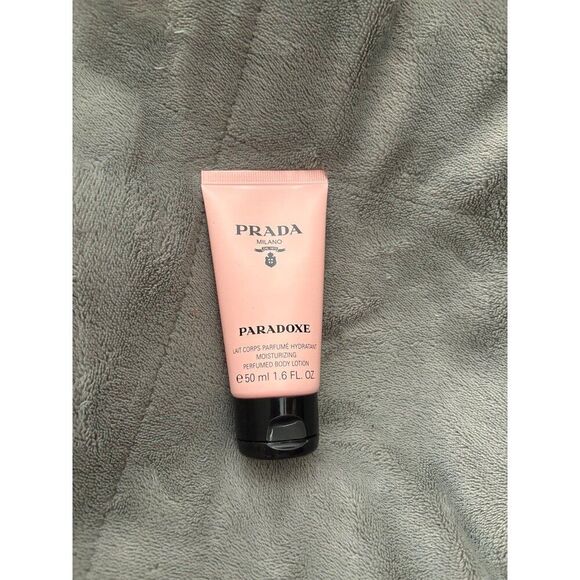 PRADA
MILANO
PARADOXE
LAIT CORPS PARFUMÉ HYDRATANT
MOISTURIZING
PERFUMED BODY LOTION
e 50 ml 1.6 FL. OZ.